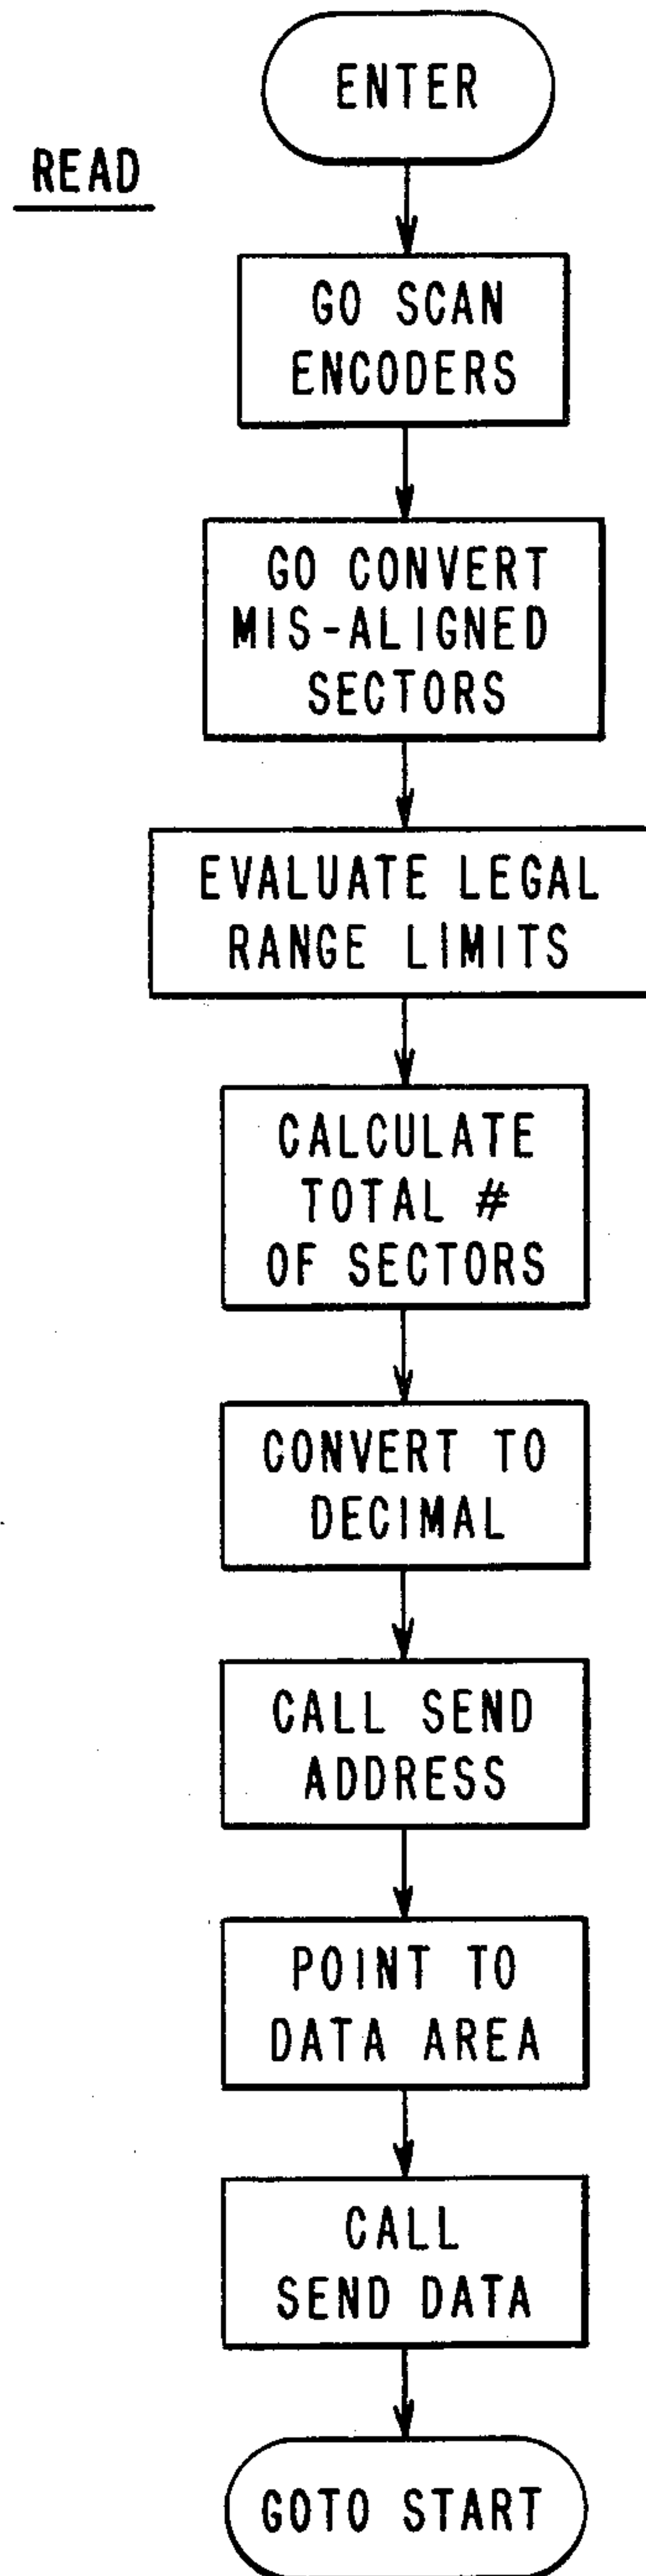 ENTER
READ
GO SCAN
ENCODERS
GO CONVERT
MIS-ALIGNED
SECTORS
EVALUATE LEGAL
RANGE LIMITS
CALCULATE
TOTAL #
OF SECTORS
CONVERT TO
DECIMAL
CALL SEND
ADDRESS
POINT TO
DATA AREA
CALL
SEND DATA
GOTO START